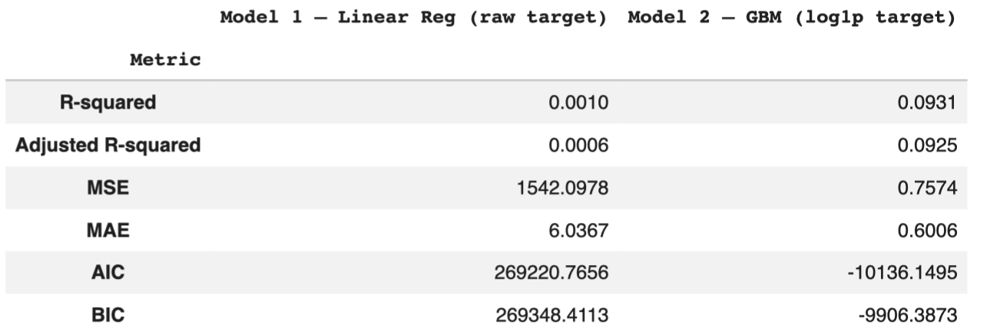 Model 1 — Linear Reg (raw target) Model 2 — GBM (log1p target)
Metric
R-squared 0.0010 0.0931
Adjusted R-squared 0.0006 0.0925
MSE 1542.0978 0.7574
MAE 6.0367 0.6006
AIC 269220.7656 -10136.1495
BIC 269348.4113 -9906.3873